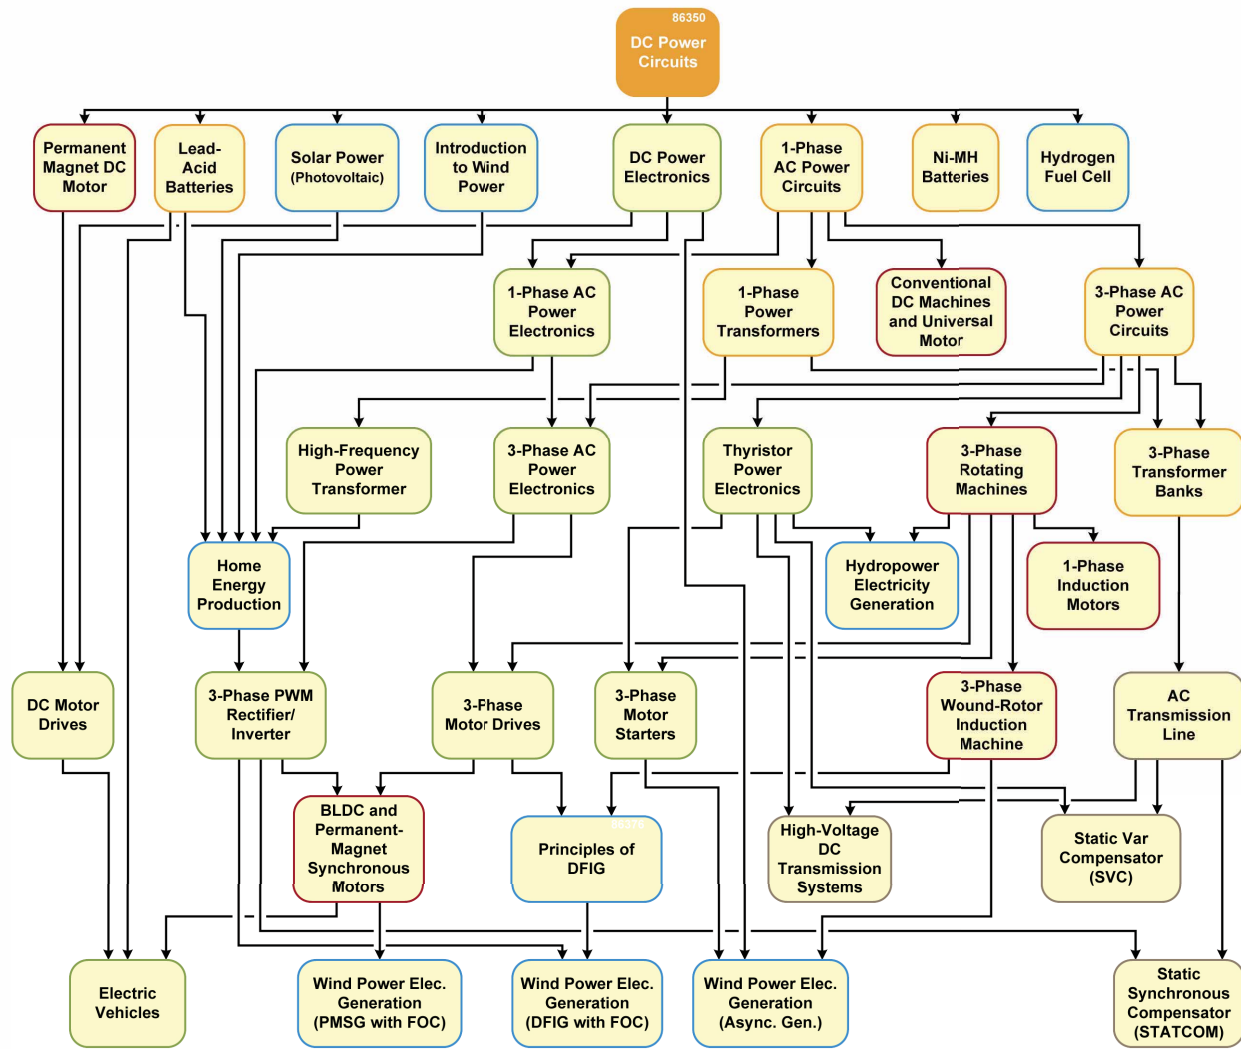 86350
DC Power
Circuits
Permanent
Magnet DC
Motor
Lead-
Acid
Batteries
Solar Power
(Photovoltaic)
Introduction
to Wind
Power
DC Power
Electronics
1-Phase
AC Power
Circuits
Ni-MH
Batteries
Hydrogen
Fuel Cell
1-Phase AC
Power
Electronics
1-Phase
Power
Transformers
Conventional
DC Machines
and Universal
Motor
3-Phase AC
Power
Circuits
High-Frequency
Power
Transformer
3-Phase AC
Power
Electronics
Thyristor
Power
Electronics
3-Phase
Rotating
Machines
3-Phase
Transformer
Banks
Home
Energy
Production
Hydropower
Electricity
Generation
1-Phase
Induction
Motors
DC Motor
Drives
3-Phase PWM
Rectifier/
Inverter
3-Fhase
Motor Drives
3-Phase
Motor
Starters
3-Phase
Wound-Rotor
Induction
Machine
AC
Transmission
Line
BLDC and
Permanent-
Magnet
Synchronous
Motors
Principles of
DFIG
High-Voltage
DC
Transmission
Systems
Static Var
Compensator
(SVC)
Electric
Vehicles
Wind Power Elec.
Generation
(PMSG with FOC)
Wind Power Elec.
Generation
(DFIG with FOC)
Wind Power Elec.
Generation
(Async. Gen.)
Static
Synchronous
Compensator
(STATCOM)